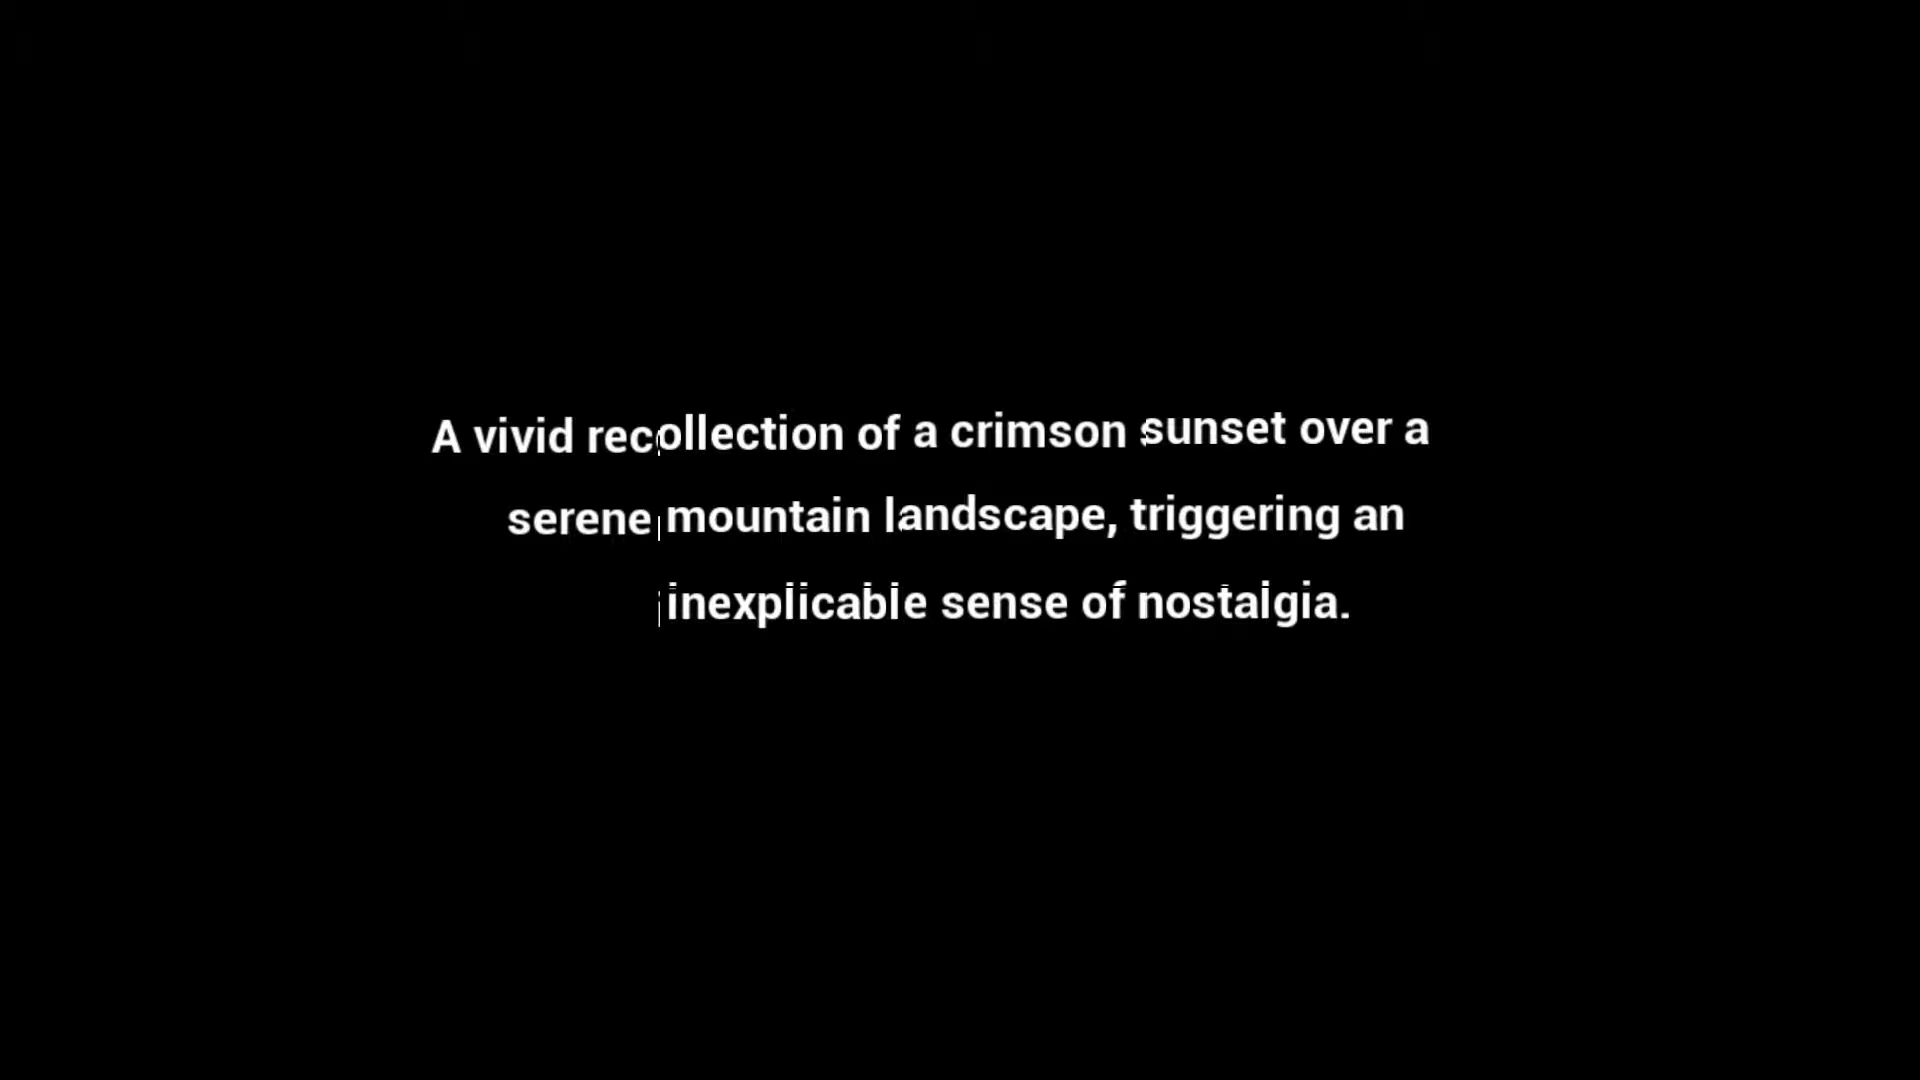 A vivid recollection of a crimson sunset over a
serene mountain landscape, triggering an
inexplicable sense of nostalgia.